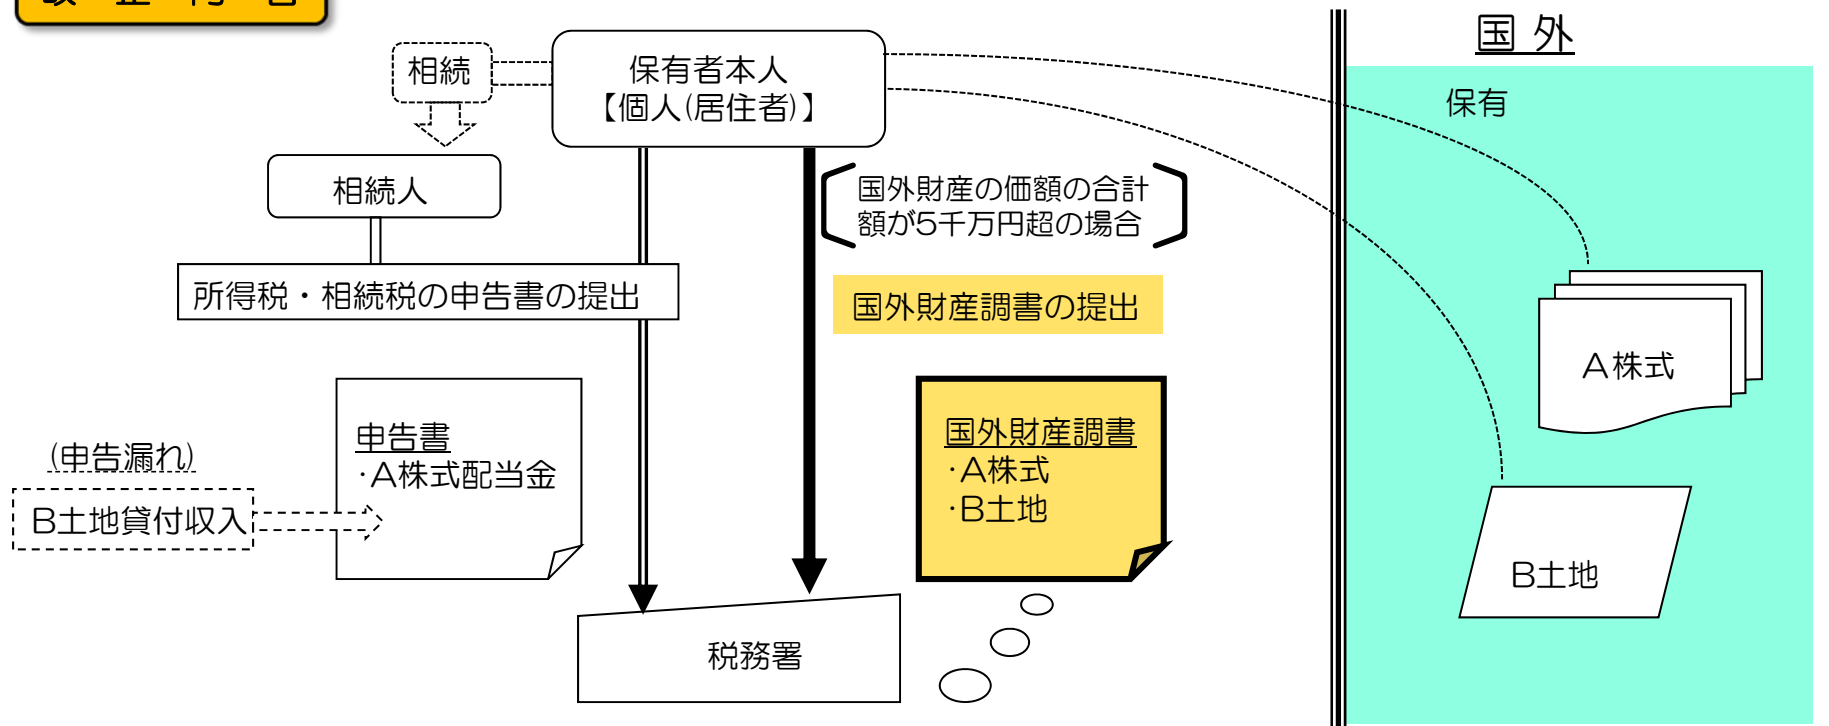 国 外
相続
保有者本人
【個人(居住者)】
保有
相続人
国外財産の価額の合計
額が5千万円超の場合
所得税・相続税の申告書の提出
国外財産調書の提出
A株式
申告書
・A株式配当金
(申告漏れ)
B土地貸付収入
国外財産調書
・A株式
・B土地
B土地
税務署